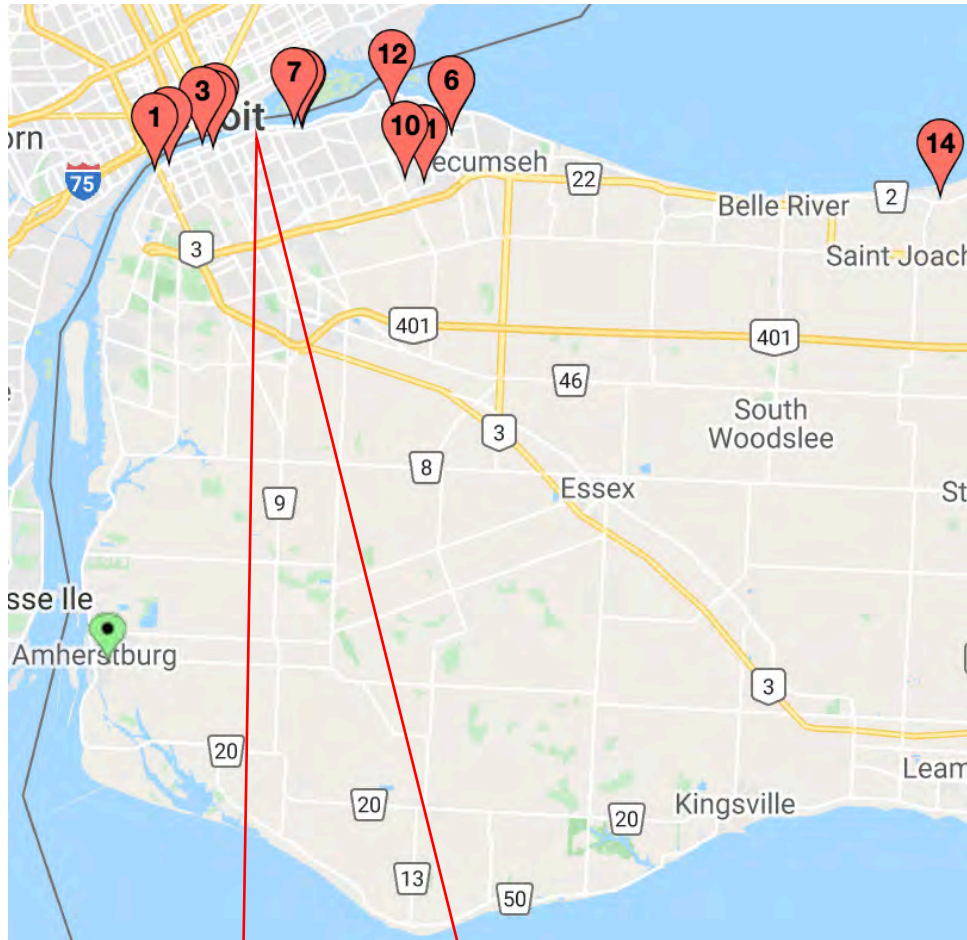 12
7
6
3
1
oit
orn
10
1
ecumseh
14
75
22
2
Belle River
3
Saint Joach
401
401
46
South
Woodslee
3
8
Essex
9
St
sse Ile
Amherstburg
3
20
Leam
20
Kingsville
20
13
50